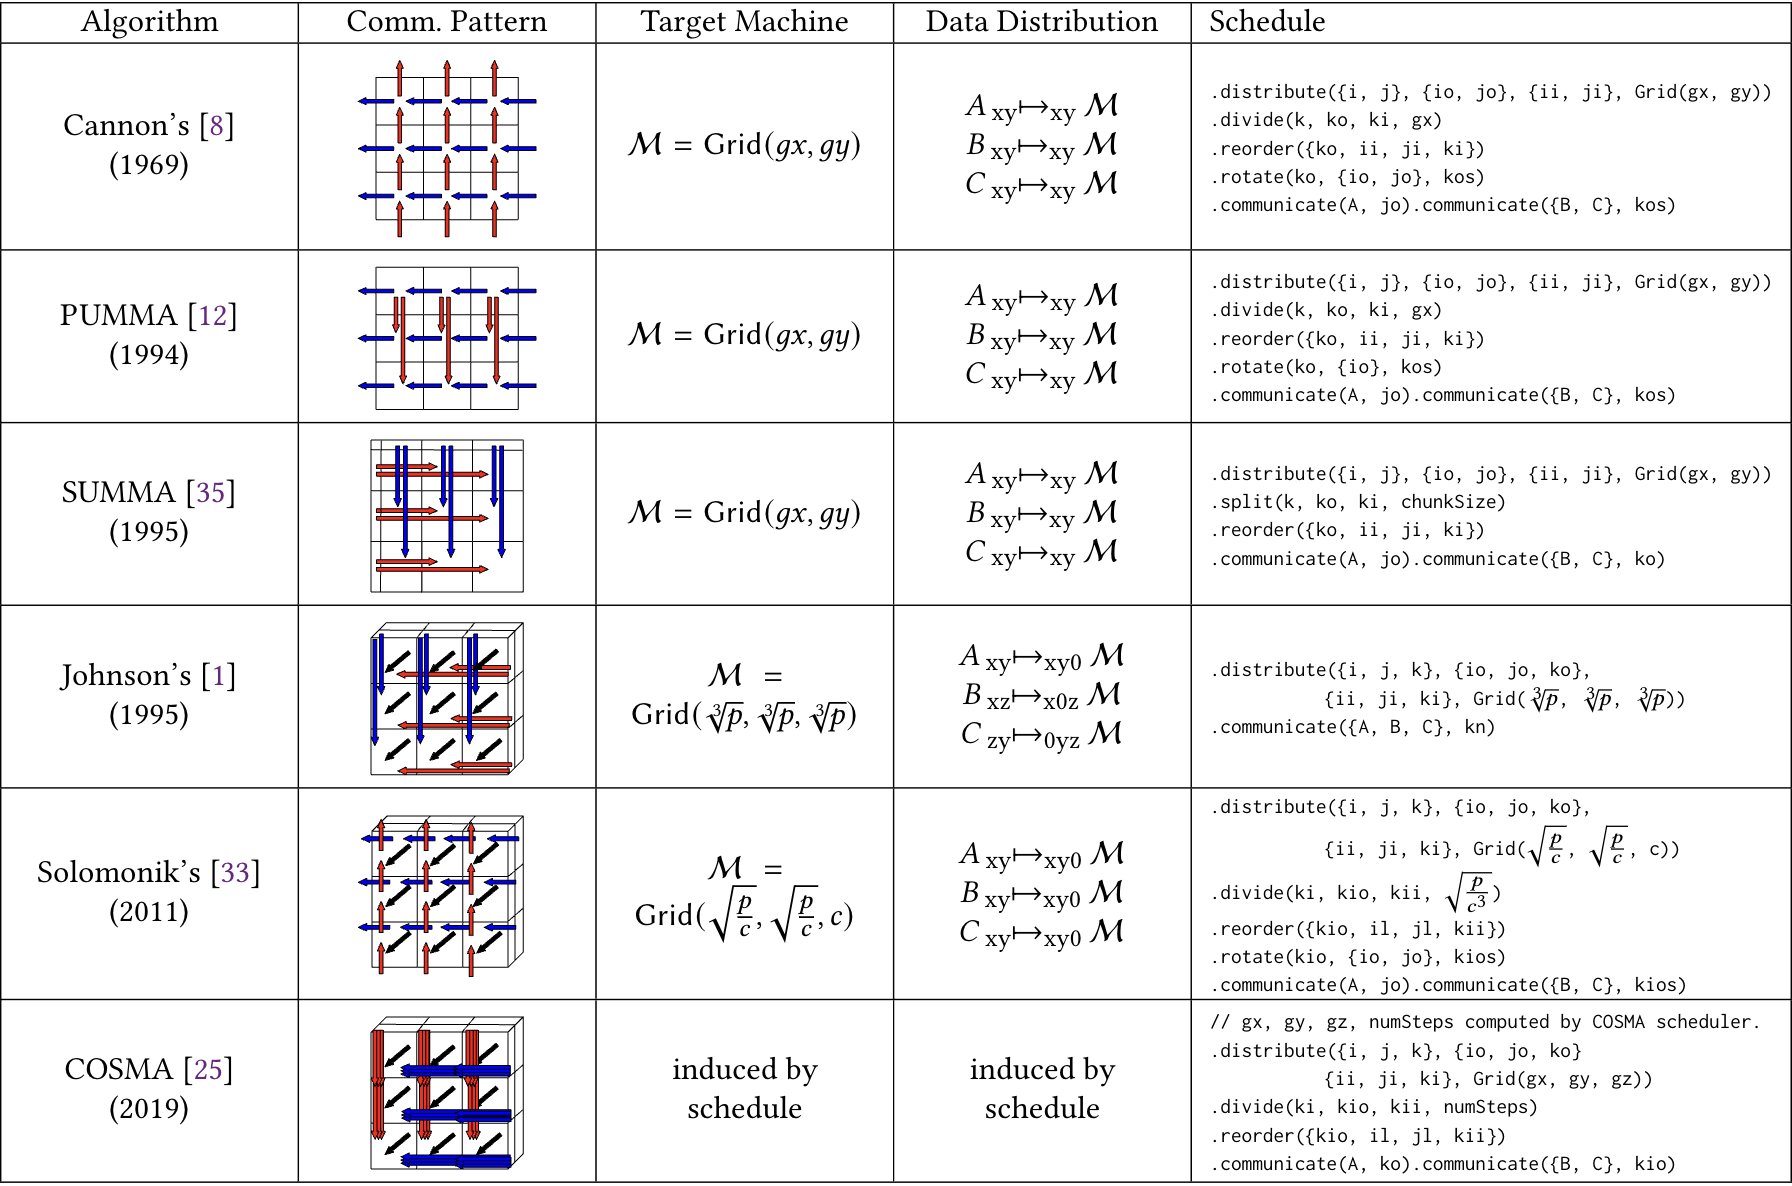 Algorithm Comm. Pattern Target Machine Data Distribution Schedule
Cannon's [8]
(1969)
ℳ = Grid(gx, gy)
A xy↦xy ℳ
B xy↦xy ℳ
C xy↦xy ℳ
.distribute({i, j}, {io, jo}, {ii, ji}, Grid(gx, gy))
.divide(k, ko, ki, gx)
.reorder({ko, ii, ji, ki})
.rotate(ko, {io, jo}, kos)
.communicate(A, jo).communicate({B, C}, kos)
PUMMA [12]
(1994)
ℳ = Grid(gx, gy)
A xy↦xy ℳ
B xy↦xy ℳ
C xy↦xy ℳ
.distribute({i, j}, {io, jo}, {ii, ji}, Grid(gx, gy))
.divide(k, ko, ki, gx)
.reorder({ko, ii, ji, ki})
.rotate(ko, {io}, kos)
.communicate(A, jo).communicate({B, C}, kos)
SUMMA [35]
(1995)
ℳ = Grid(gx, gy)
A xy↦xy ℳ
B xy↦xy ℳ
C xy↦xy ℳ
.distribute({i, j}, {io, jo}, {ii, ji}, Grid(gx, gy))
.split(k, ko, ki, chunkSize)
.reorder({ko, ii, ji, ki})
.communicate(A, jo).communicate({B, C}, ko)
Johnson's [1]
(1995)
ℳ =
Grid(∛p, ∛p, ∛p)
A xy↦xy0 ℳ
B xz↦x0z ℳ
C zy↦0yz ℳ
.distribute({i, j, k}, {io, jo, ko},
{ii, ji, ki}, Grid(∛p, ∛p, ∛p))
.communicate({A, B, C}, kn)
Solomonik's [33]
(2011)
ℳ =
Grid(√(p/c), √(p/c), c)
A xy↦xy0 ℳ
B xy↦xy0 ℳ
C xy↦xy0 ℳ
.distribute({i, j, k}, {io, jo, ko},
{ii, ji, ki}, Grid(√(p/c), √(p/c), c))
.divide(ki, kio, kii, √(p/c³))
.reorder({kio, il, jl, kii})
.rotate(kio, {io, jo}, kios)
.communicate(A, jo).communicate({B, C}, kios)
COSMA [25]
(2019)
induced by
schedule
induced by
schedule
// gx, gy, gz, numSteps computed by COSMA scheduler.
.distribute({i, j, k}, {io, jo, ko}
{ii, ji, ki}, Grid(gx, gy, gz))
.divide(ki, kio, kii, numSteps)
.reorder({kio, il, jl, kii})
.communicate(A, ko).communicate({B, C}, kio)